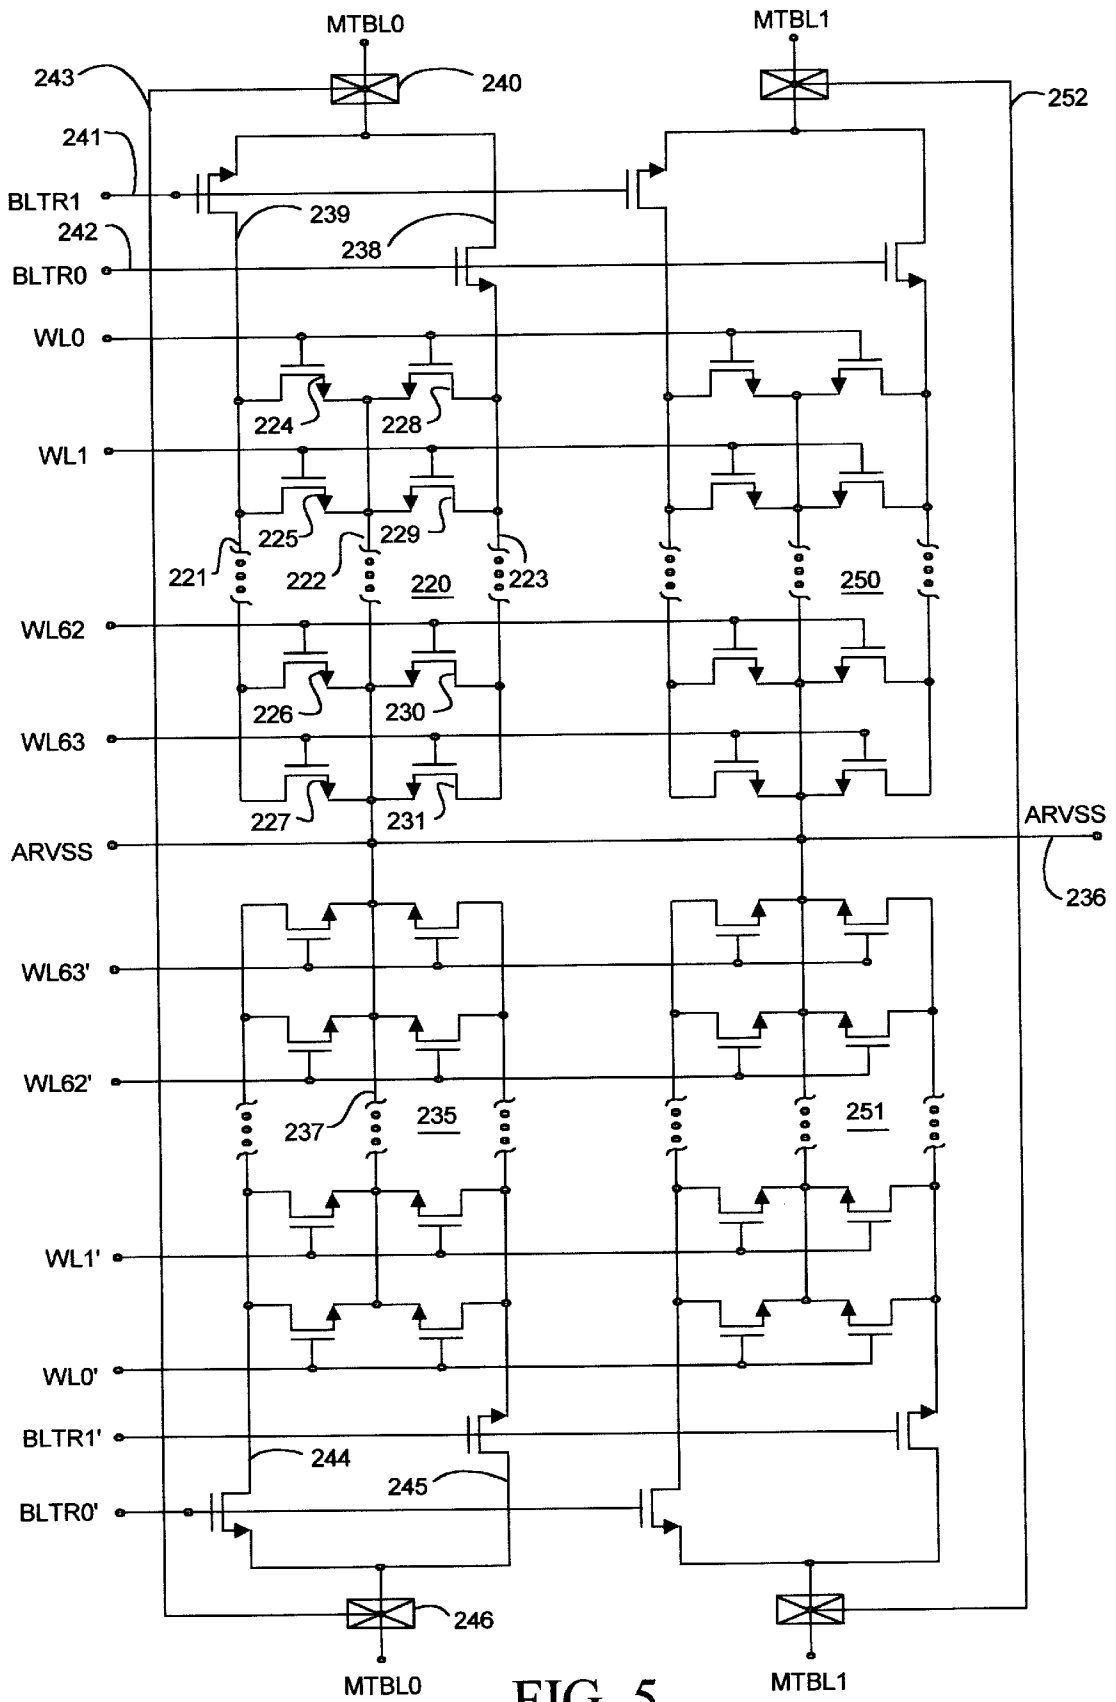 MTBL0
MTBL1
243
240
252
241
BLTR1
239
242
238
BLTR0
WL0
224
228
WL1
225
229
221
222
220
223
250
WL62
226
230
WL63
227
231
ARVSS
ARVSS
236
WL63'
WL62'
237
235
251
WL1'
WL0'
BLTR1'
244
245
BLTR0'
246
MTBL0
MTBL1
FIG. 5